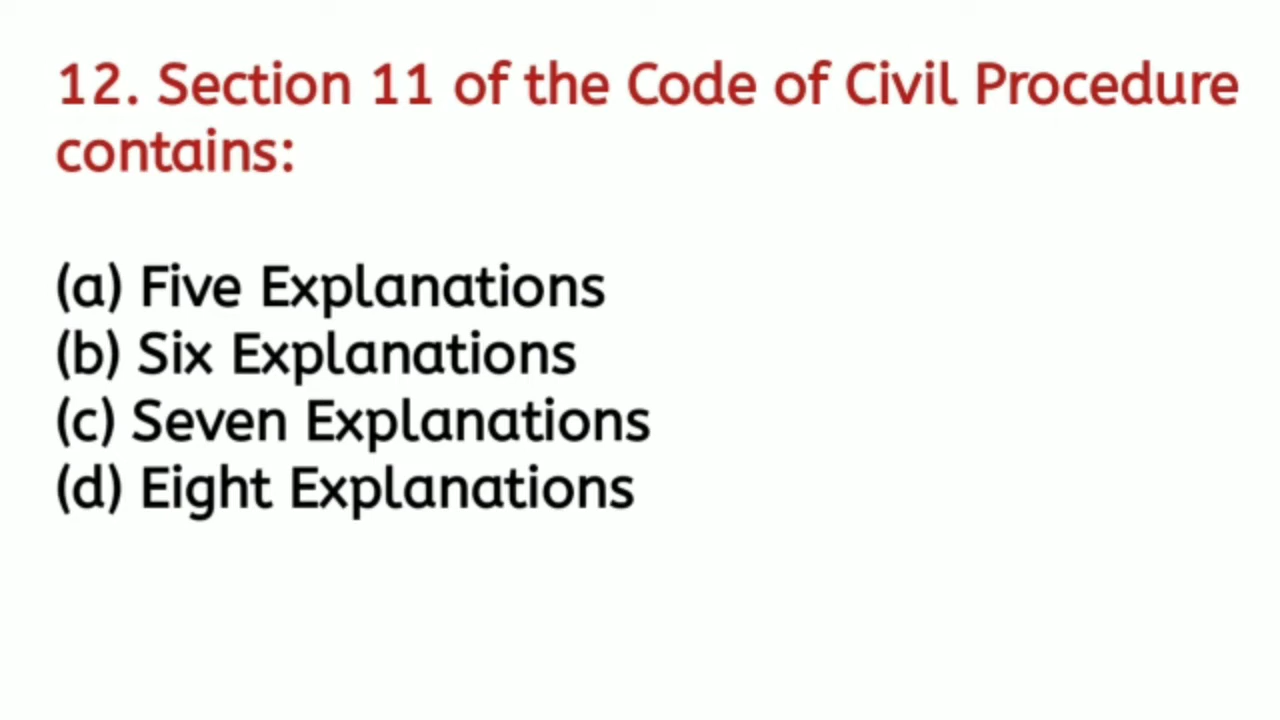 12. Section 11 of the Code of Civil Procedure
contains:
(a) Five Explanations
(b) Six Explanations
(c) Seven Explanations
(d) Eight Explanations